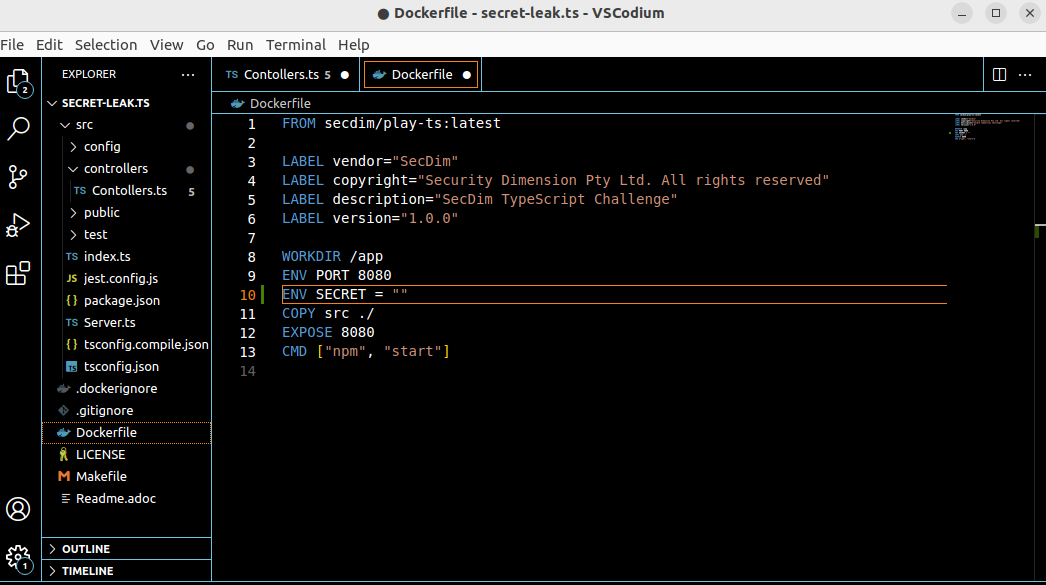 ● Dockerfile - secret-leak.ts - VSCodium
File Edit Selection View Go Run Terminal Help
EXPLORER ...
TS Contollers.ts 5 ●
Dockerfile ●
...
2
SECRET-LEAK.TS
src
config
controllers
TS Contollers.ts 5
public
test
TS index.ts
JS jest.config.js
{} package.json
TS Server.ts
{} tsconfig.compile.json
TS tsconfig.json
.dockerignore
.gitignore
Dockerfile
LICENSE
M Makefile
Readme.adoc
OUTLINE
TIMELINE
1
Dockerfile
1 FROM secdim/play-ts:latest
2
3 LABEL vendor="SecDim"
4 LABEL copyright="Security Dimension Pty Ltd. All rights reserved"
5 LABEL description="SecDim TypeScript Challenge"
6 LABEL version="1.0.0"
7
8 WORKDIR /app
9 ENV PORT 8080
10 ENV SECRET = ""
11 COPY src ./
12 EXPOSE 8080
13 CMD ["npm", "start"]
14